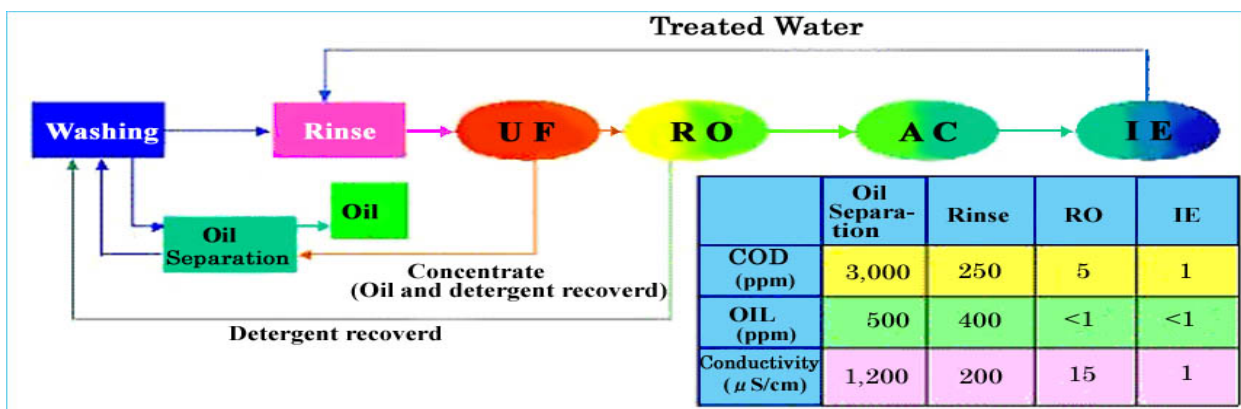 Treated Water
Washing
Rinse
U F
R O
A C
I E
Oil
Oil
Separation
Concentrate
(Oil and detergent recoverd)
Detergent recoverd
Oil
Separa-
tion
Rinse
RO
IE
COD
(ppm)
3,000
250
5
1
OIL
(ppm)
500
400
<1
<1
Conductivity
(μS/cm)
1,200
200
15
1